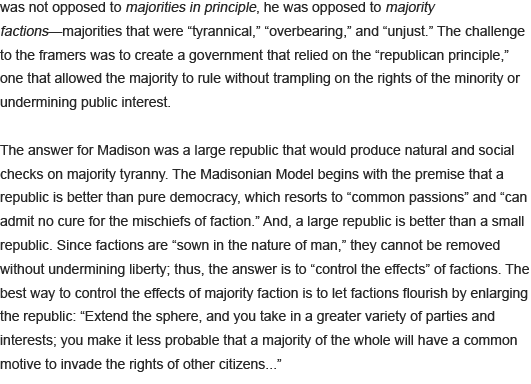 was not opposed to majorities in principle, he was opposed to majority
factions—majorities that were “tyrannical,” “overbearing,” and “unjust.” The challenge
to the framers was to create a government that relied on the “republican principle,”
one that allowed the majority to rule without trampling on the rights of the minority or
undermining public interest.
The answer for Madison was a large republic that would produce natural and social
checks on majority tyranny. The Madisonian Model begins with the premise that a
republic is better than pure democracy, which resorts to “common passions” and “can
admit no cure for the mischiefs of faction.” And, a large republic is better than a small
republic. Since factions are “sown in the nature of man,” they cannot be removed
without undermining liberty; thus, the answer is to “control the effects” of factions. The
best way to control the effects of majority faction is to let factions flourish by enlarging
the republic: “Extend the sphere, and you take in a greater variety of parties and
interests; you make it less probable that a majority of the whole will have a common
motive to invade the rights of other citizens...”